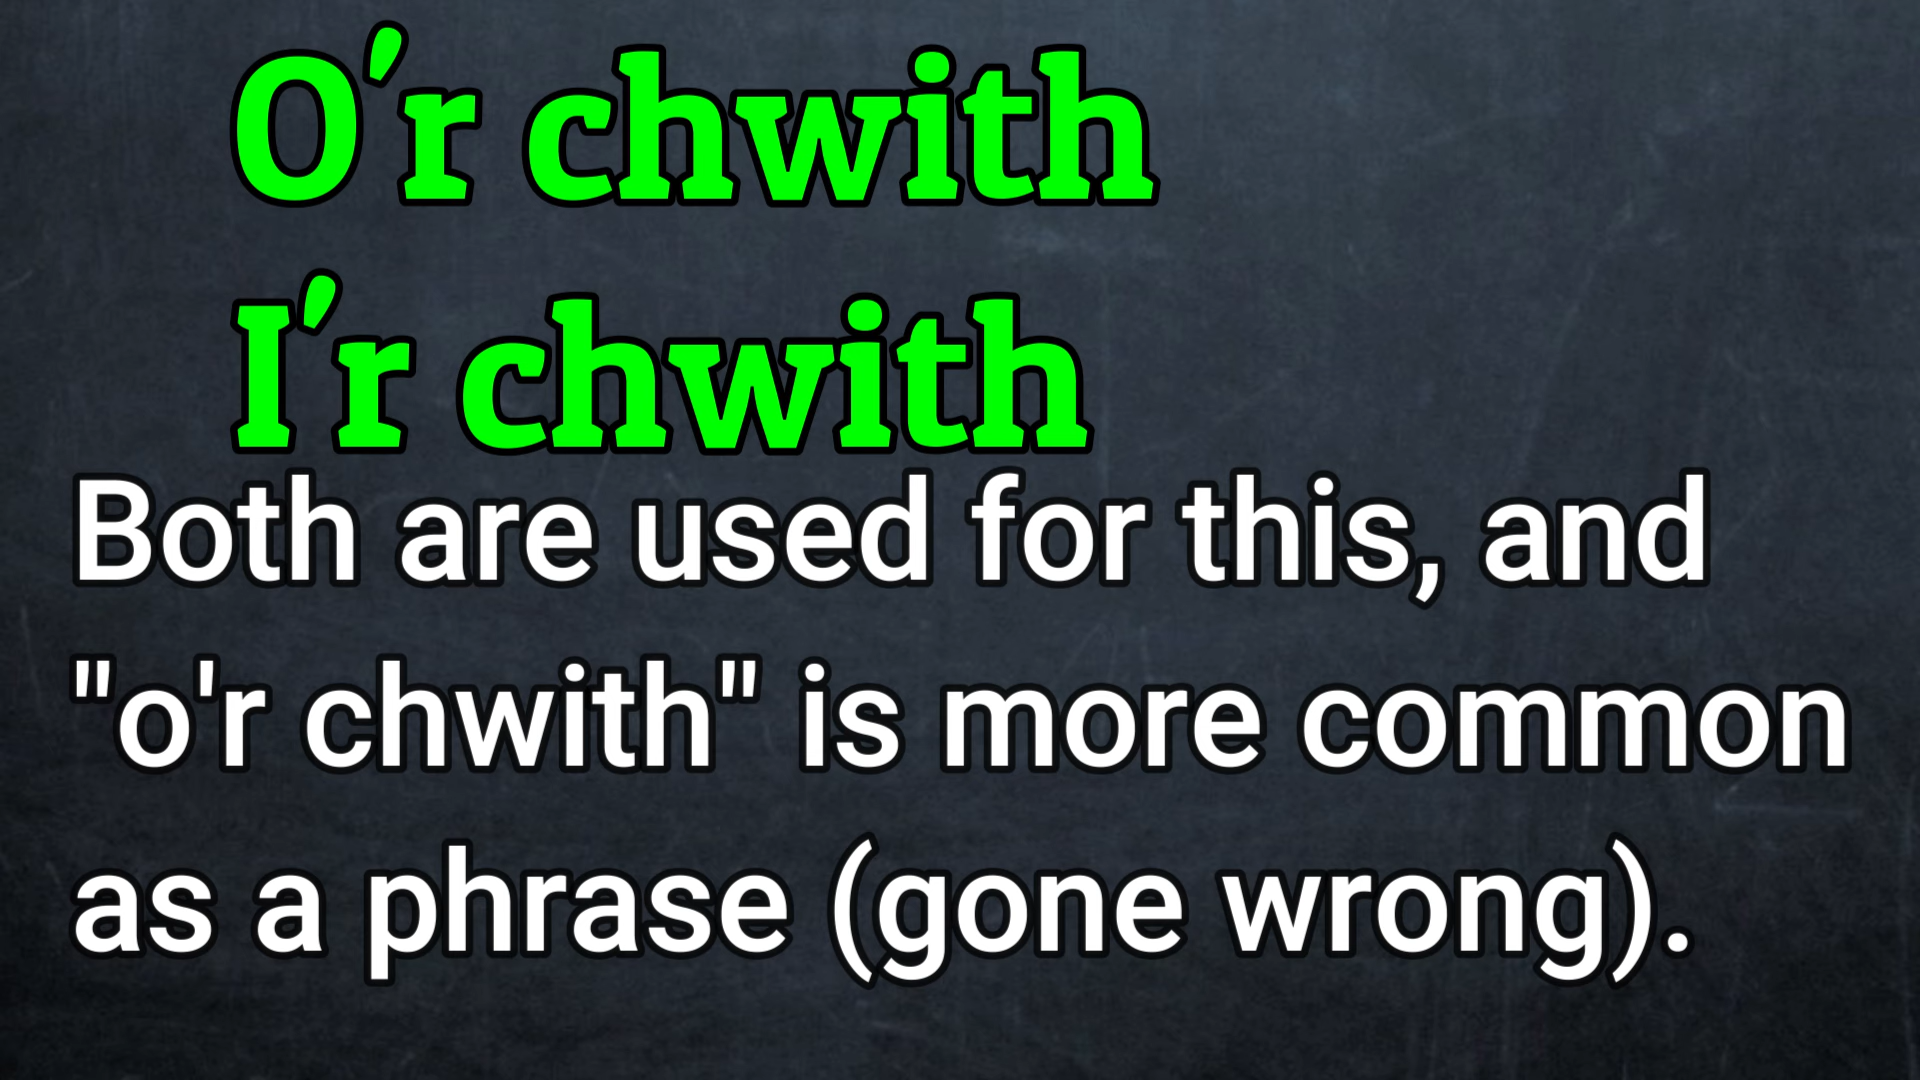 O'r chwith
I'r chwith
Both are used for this, and
"o'r chwith" is more common
as a phrase (gone wrong).